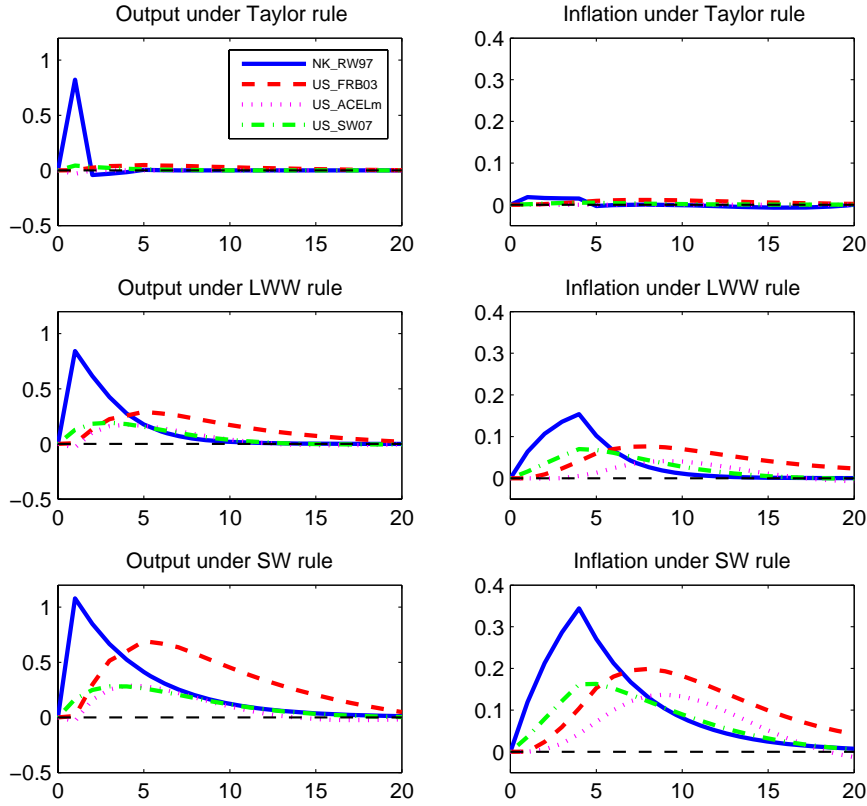 Output under Taylor rule
1
0.5
0
−0.5
0 5 10 15 20
NK_RW97
US_FRB03
US_ACELm
US_SW07
Inflation under Taylor rule
0.4
0.3
0.2
0.1
0
0 5 10 15 20
Output under LWW rule
1
0.5
0
−0.5
0 5 10 15 20
Inflation under LWW rule
0.4
0.3
0.2
0.1
0
0 5 10 15 20
Output under SW rule
1
0.5
0
−0.5
0 5 10 15 20
Inflation under SW rule
0.4
0.3
0.2
0.1
0
0 5 10 15 20